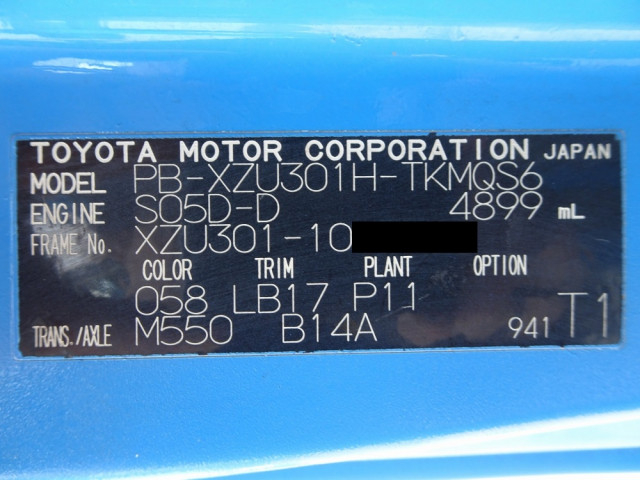 TOYOTA MOTOR CORPORATION JAPAN
MODEL PB-XZU301H-TKMQS6
ENGINE S05D-D 4899 mL
FRAME No. XZU301-10
COLOR TRIM PLANT OPTION
058 LB17 P11
TRANS./AXLE M550 B14A 941 T1